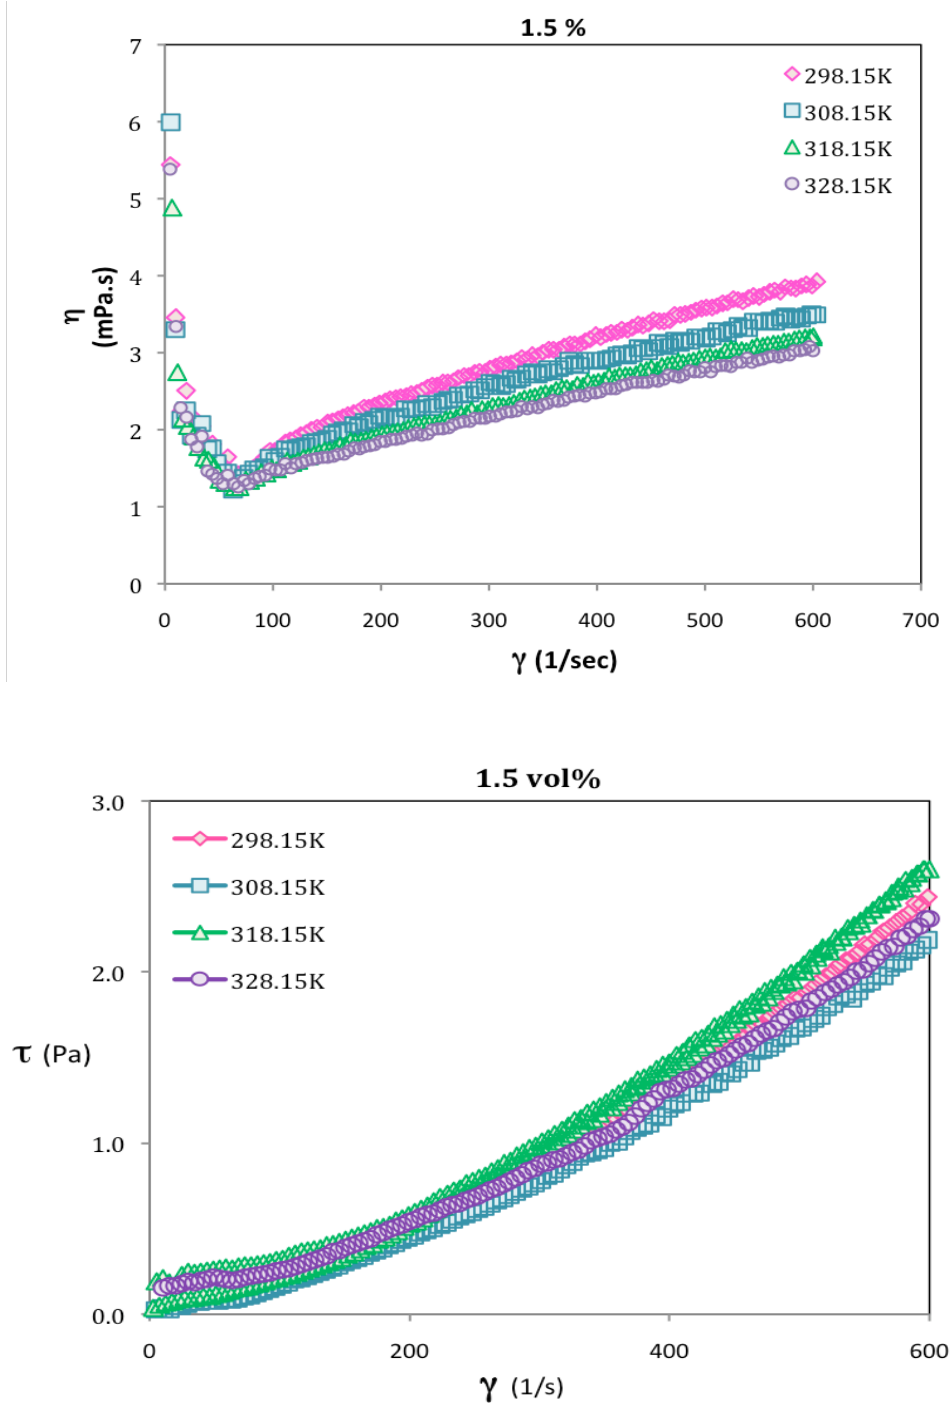 1.5 %
7
6
5
4
3
2
1
0
η
(mPa.s)
298.15K
308.15K
318.15K
328.15K
0 100 200 300 400 500 600 700
γ (1/sec)
1.5 vol%
3.0
2.0
1.0
0.0
τ (Pa)
298.15K
308.15K
318.15K
328.15K
0 200 400 600
γ (1/s)